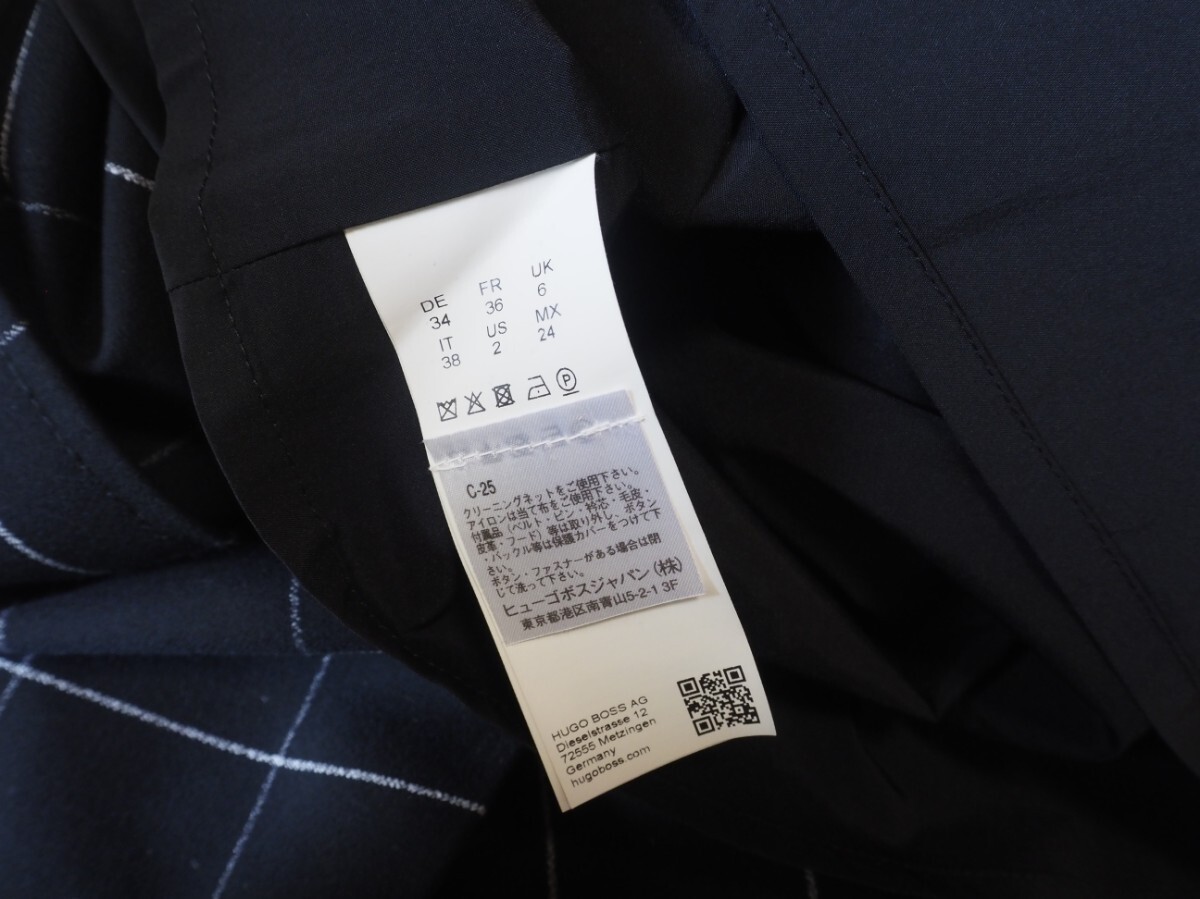 DE FR UK
34 36 6
IT US MX
38 2 24
P
C-25
クリーニングネットをご使用下さい。
アイロンは当て布をご使用下さい。
付属品(ベルト・ピン・衿芯・毛皮・
皮革・フード)等は取り外し、ボタン
・バックル等は保護カバーをつけて下
さい。
ボタン・ファスナーがある場合は閉
じて洗って下さい。
ヒューゴボスジャパン(株)
東京都港区南青山5-2-1 3F
HUGO BOSS AG
Dieselstrasse 12
72555 Metzingen
Germany
hugoboss.com